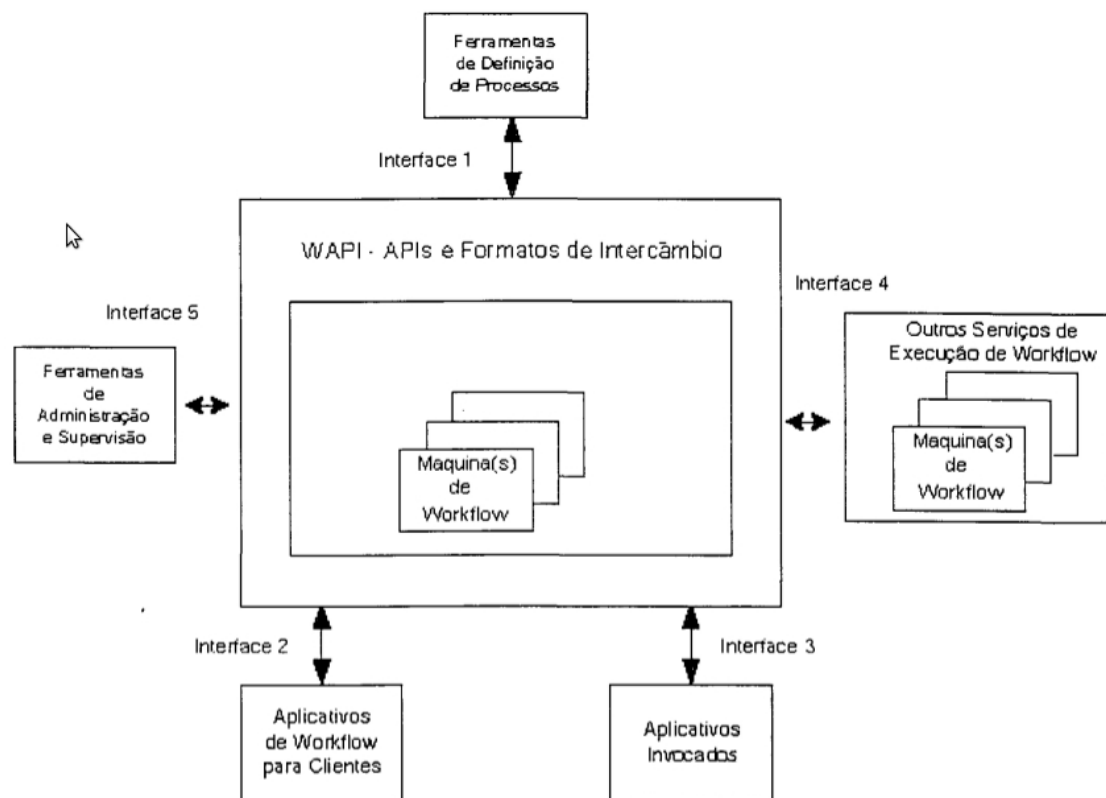 Ferramentas
de Definição
de Processos
Interface 1
WAPI - APIs e Formatos de Intercâmbio
Interface 4
Interface 5
Outros Serviços de
Execução de Workflow
Ferramentas
de
Administração
e Supervisão
Maquina(s)
de
Workflow
Maquina(s)
de
Workflow
Interface 2
Interface 3
Aplicativos
de Workflow
para Clientes
Aplicativos
Invocados